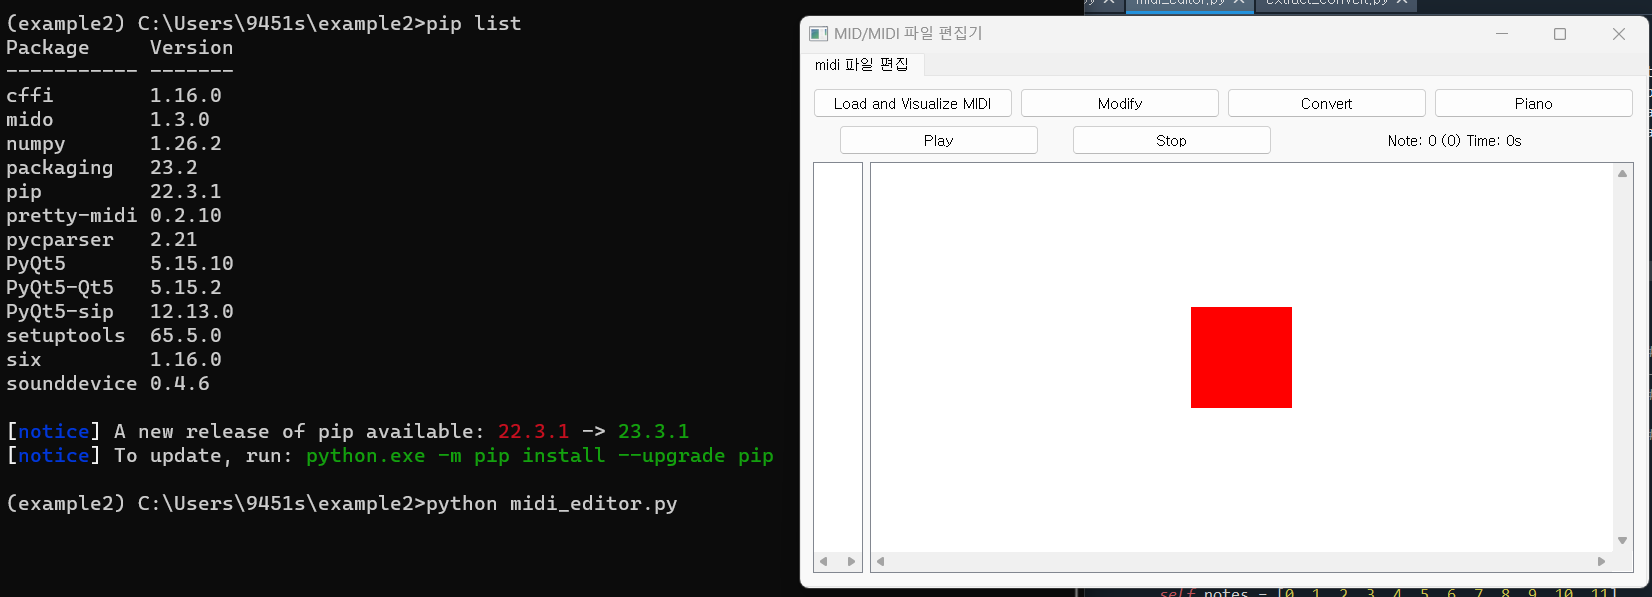 (example2) C:\Users\9451s\example2>pip list
Package     Version
----------- -------
cffi        1.16.0
mido        1.3.0
numpy       1.26.2
packaging   23.2
pip         22.3.1
pretty-midi 0.2.10
pycparser   2.21
PyQt5       5.15.10
PyQt5-Qt5   5.15.2
PyQt5-sip   12.13.0
setuptools  65.5.0
six         1.16.0
sounddevice 0.4.6
[notice] A new release of pip available: 22.3.1 -> 23.3.1
[notice] To update, run: python.exe -m pip install --upgrade pip
(example2) C:\Users\9451s\example2>python midi_editor.py
midi_editor.py extract_convert.py
MID/MIDI 파일 편집기
midi 파일 편집
Load and Visualize MIDI Modify Convert Piano
Play Stop Note: 0 (0) Time: 0s
self.notes = [0, 1, 2, 3, 4, 5, 6, 7, 8, 9, 10, 11]